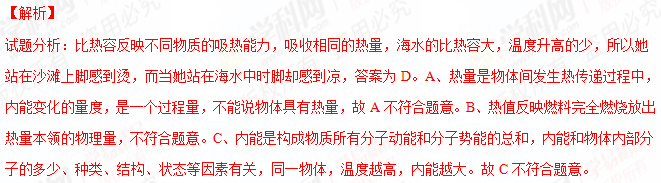 【解析】
试题分析：比热容反映不同物质的吸热能力，吸收相同的热量，海水的比热容大，温度升高的少，所以她
站在沙滩上脚感到烫，而当她站在海水中时脚却感到凉，答案为 D。A、热量是物体间发生热传递过程中，
内能变化的量度，是一个过程量，不能说物体具有热量，故 A 不符合题意。B、热值反映燃料完全燃烧放出
热量本领的物理量，不符合题意。C、内能是构成物质所有分子动能和分子势能的总和，内能和物体内部分
子的多少、种类、结构、状态等因素有关，同一物体，温度越高，内能越大。故 C 不符合题意。